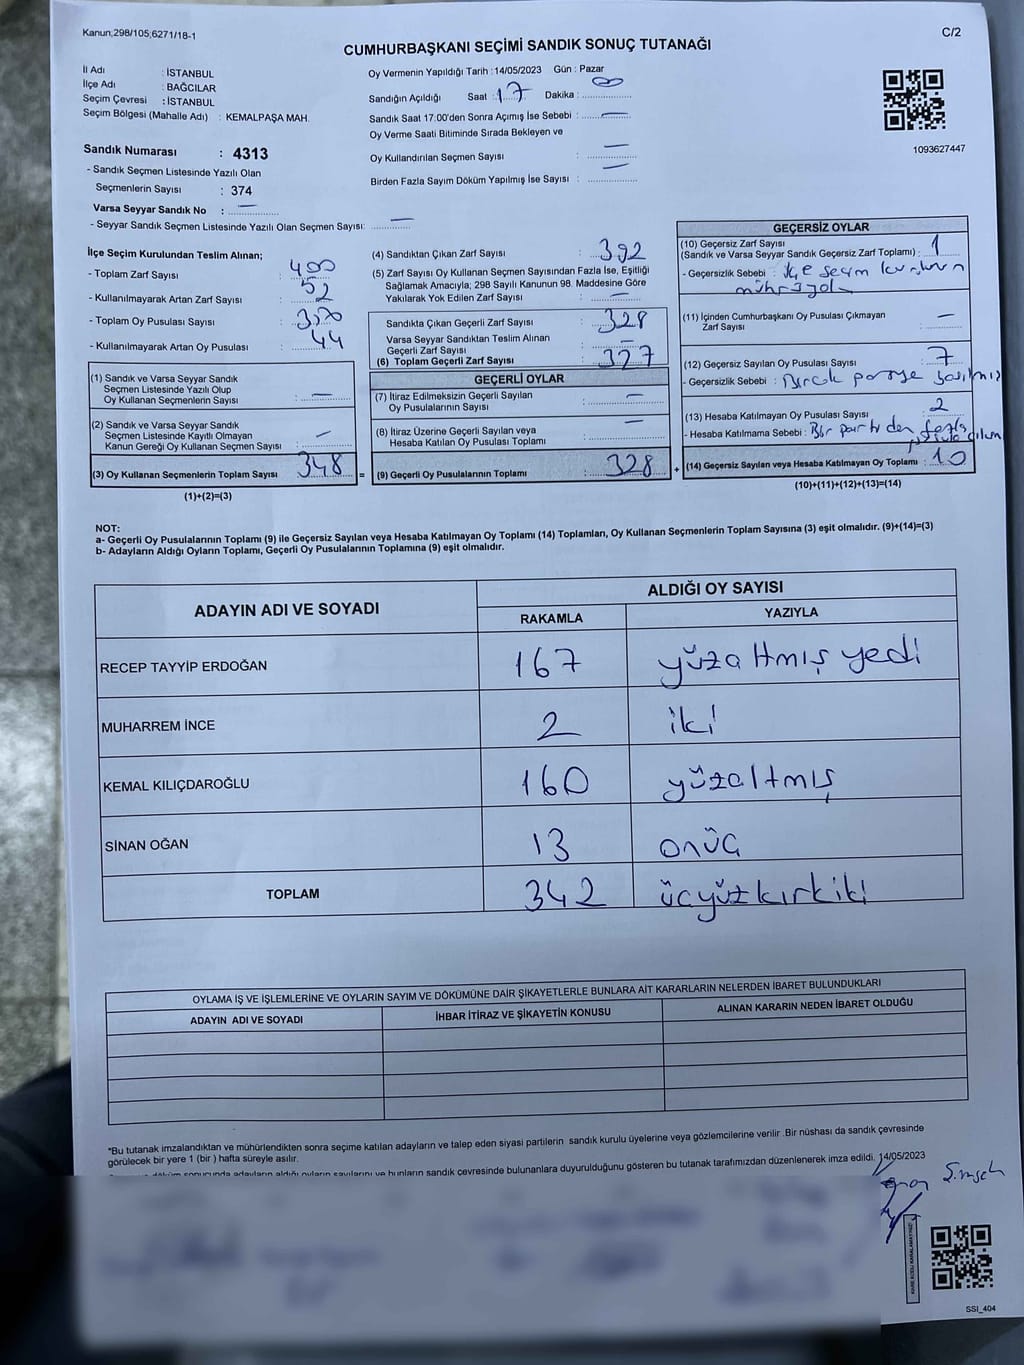 Kanun;298/105;6271/18-1
C/2
CUMHURBAŞKANI SEÇİMİ SANDIK SONUÇ TUTANAĞI
İl Adı : İSTANBUL
İlçe Adı : BAĞCILAR
Seçim Çevresi : İSTANBUL
Seçim Bölgesi (Mahalle Adı) : KEMALPAŞA MAH.
Sandık Numarası : 4313
- Sandık Seçmen Listesinde Yazılı Olan
Seçmenlerin Sayısı : 374
Varsa Seyyar Sandık No : —
- Seyyar Sandık Seçmen Listesinde Yazılı Olan Seçmen Sayısı: —
Oy Vermenin Yapıldığı Tarih :14/05/2023 Gün : Pazar
Sandığın Açıldığı Saat : 17 Dakika : 00
Sandık Saat 17:00'den Sonra Açımış İse Sebebi : —
Oy Verme Saati Bitiminde Sırada Bekleyen ve
Oy Kullandırılan Seçmen Sayısı : —
Birden Fazla Sayım Döküm Yapılmış İse Sayısı : —
1093627447
İlçe Seçim Kurulundan Teslim Alınan;
- Toplam Zarf Sayısı : 400
- Kullanılmayarak Artan Zarf Sayısı : 52
- Toplam Oy Pusulası Sayısı :
- Kullanılmayarak Artan Oy Pusulası : 44
(1) Sandık ve Varsa Seyyar Sandık
Seçmen Listesinde Yazılı Olup
Oy Kullanan Seçmenlerin Sayısı : —
(2) Sandık ve Varsa Seyyar Sandık
Seçmen Listesinde Kayıtlı Olmayan
Kanun Gereği Oy Kullanan Seçmen Sayısı : —
(3) Oy Kullanan Seçmenlerin Toplam Sayısı : 348 =
(1)+(2)=(3)
(4) Sandıktan Çıkan Zarf Sayısı : 392
(5) Zarf Sayısı Oy Kullanan Seçmen Sayısından Fazla İse, Eşitliği
Sağlamak Amacıyla; 298 Sayılı Kanunun 98. Maddesine Göre
Yakılarak Yok Edilen Zarf Sayısı : —
Sandıkta Çıkan Geçerli Zarf Sayısı : 328
Varsa Seyyar Sandıktan Teslim Alınan
Geçerli Zarf Sayısı : —
(6) Toplam Geçerli Zarf Sayısı : 327
GEÇERLİ OYLAR
(7) İtiraz Edilmeksizin Geçerli Sayılan
Oy Pusulalarının Sayısı : —
(8) İtiraz Üzerine Geçerli Sayılan veya
Hesaba Katılan Oy Pusulası Toplamı : —
(9) Geçerli Oy Pusulalarının Toplamı : 328 +
GEÇERSİZ OYLAR
(10) Geçersiz Zarf Sayısı
(Sandık ve Varsa Seyyar Sandık Geçersiz Zarf Toplamı) : 1
- Geçersizlik Sebebi : ilçe seçim
(11) İçinden Cumhurbaşkanı Oy Pusulası Çıkmayan
Zarf Sayısı : —
(12) Geçersiz Sayılan Oy Pusulası Sayısı : 7
- Geçersizlik Sebebi :
(13) Hesaba Katılmayan Oy Pusulası Sayısı : 2
- Hesaba Katılmama Sebebi : Bir partiden fazla
(14) Geçersiz Sayılan veya Hesaba Katılmayan Oy Toplamı : 10
(10)+(11)+(12)+(13)=(14)
NOT:
a- Geçerli Oy Pusulalarının Toplamı (9) ile Geçersiz Sayılan veya Hesaba Katılmayan Oy Toplamı (14) Toplamları, Oy Kullanan Seçmenlerin Toplam Sayısına (3) eşit olmalıdır. (9)+(14)=(3)
b- Adayların Aldığı Oyların Toplamı, Geçerli Oy Pusulalarının Toplamına (9) eşit olmalıdır.
ADAYIN ADI VE SOYADI
ALDIĞI OY SAYISI
RAKAMLA YAZIYLA
RECEP TAYYİP ERDOĞAN 167 yüzaltmış yedi
MUHARREM İNCE 2 iki
KEMAL KILIÇDAROĞLU 160 yüzaltmış
SİNAN OĞAN 13 onüç
TOPLAM 342 üçyüzkırkiki
OYLAMA İŞ VE İŞLEMLERİNE VE OYLARIN SAYIM VE DÖKÜMÜNE DAİR ŞİKAYETLERLE BUNLARA AİT KARARLARIN NELERDEN İBARET BULUNDUKLARI
ADAYIN ADI VE SOYADI İHBAR İTİRAZ VE ŞİKAYETİN KONUSU ALINAN KARARIN NEDEN İBARET OLDUĞU
*Bu tutanak imzalandıktan ve mühürlendikten sonra seçime katılan adayların ve talep eden siyasi partilerin sandık kurulu üyelerine veya gözlemcilerine verilir .Bir nüshası da sandık çevresinde
görülecek bir yere 1 (bir ) hafta süreyle asılır.
döküm sonucunda adayların aldığı oyların sayılarını ve bunların sandık çevresinde bulunanlara duyurulduğunu gösteren bu tutanak tarafımızdan düzenlenerek imza edildi. 14/05/2023
SSI_404